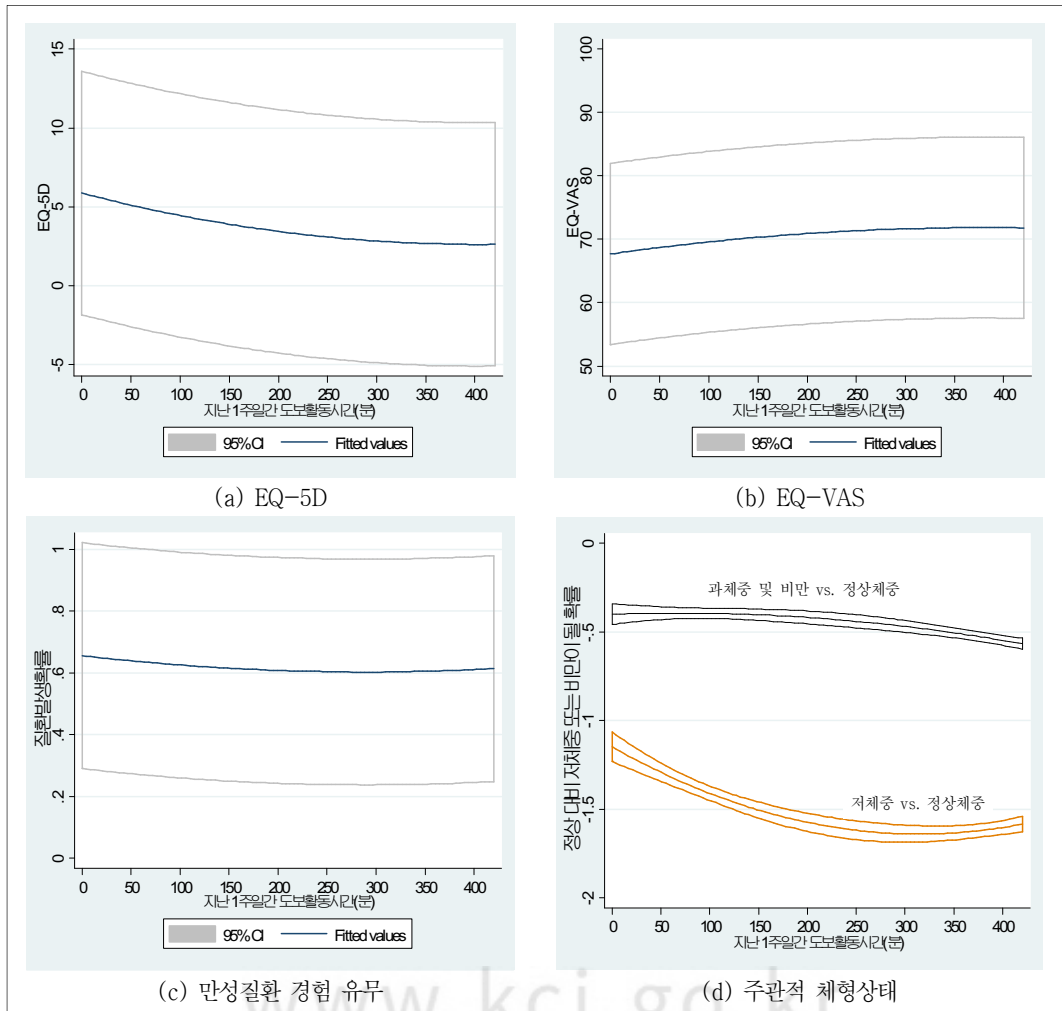 EQ-5D
15
10
5
0
-5
0 50 100 150 200 250 300 350 400
지난 1주일간 도보활동시간(분)
95% CI Fitted values
(a) EQ-5D
EQ-VAS
100
90
80
70
60
50
0 50 100 150 200 250 300 350 400
지난 1주일간 도보활동시간(분)
95% CI Fitted values
(b) EQ-VAS
질환발생확률
1
.8
.6
.4
.2
0
0 50 100 150 200 250 300 350 400
지난 1주일간 도보활동시간(분)
95% CI Fitted values
(c) 만성질환 경험 유무
정상 대비 저체중 또는 비만이 될 확률
0
-.5
-1
-1.5
-2
과체중 및 비만 vs. 정상체중
저체중 vs. 정상체중
0 50 100 150 200 250 300 350 400
지난 1주일간 도보활동시간(분)
(d) 주관적 체형상태
www.kci.go.kr